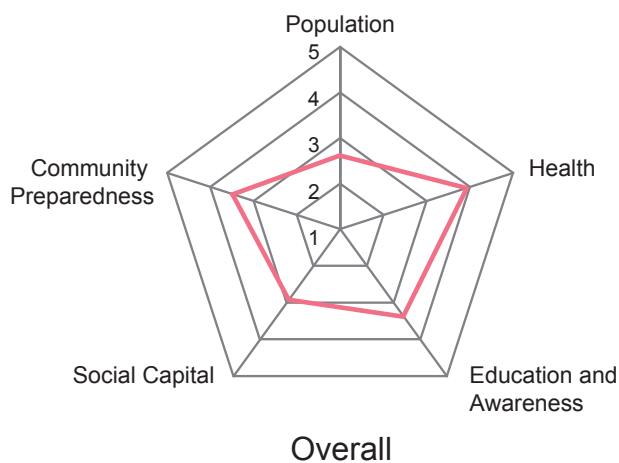 Population
5
4
3
2
1
Health
Community
Preparedness
Social Capital
Education and
Awareness
Overall